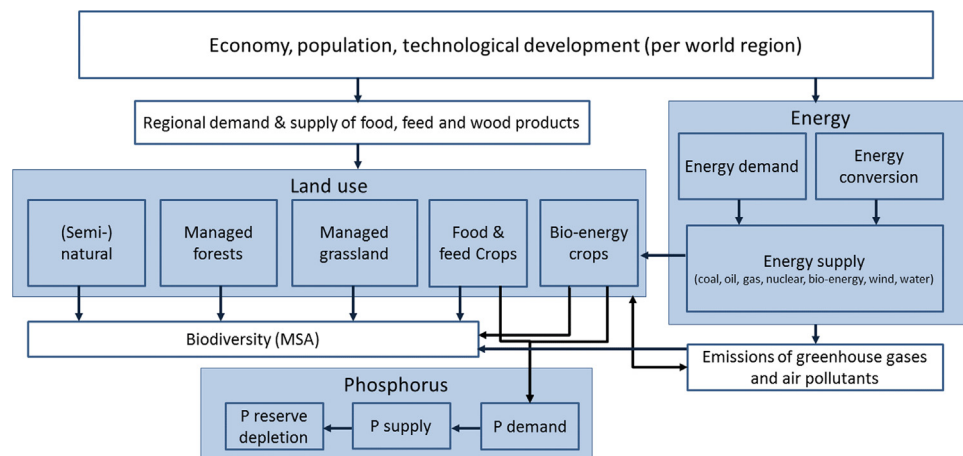 Economy, population, technological development (per world region)
Regional demand & supply of food, feed and wood products
Energy
Energy demand
Energy
conversion
Land use
(Semi-)
natural
Managed
forests
Managed
grassland
Food &
feed Crops
Bio-energy
crops
Energy supply
(coal, oil, gas, nuclear, bio-energy, wind, water)
Biodiversity (MSA)
Emissions of greenhouse gases
and air pollutants
Phosphorus
P reserve
depletion
P supply
P demand